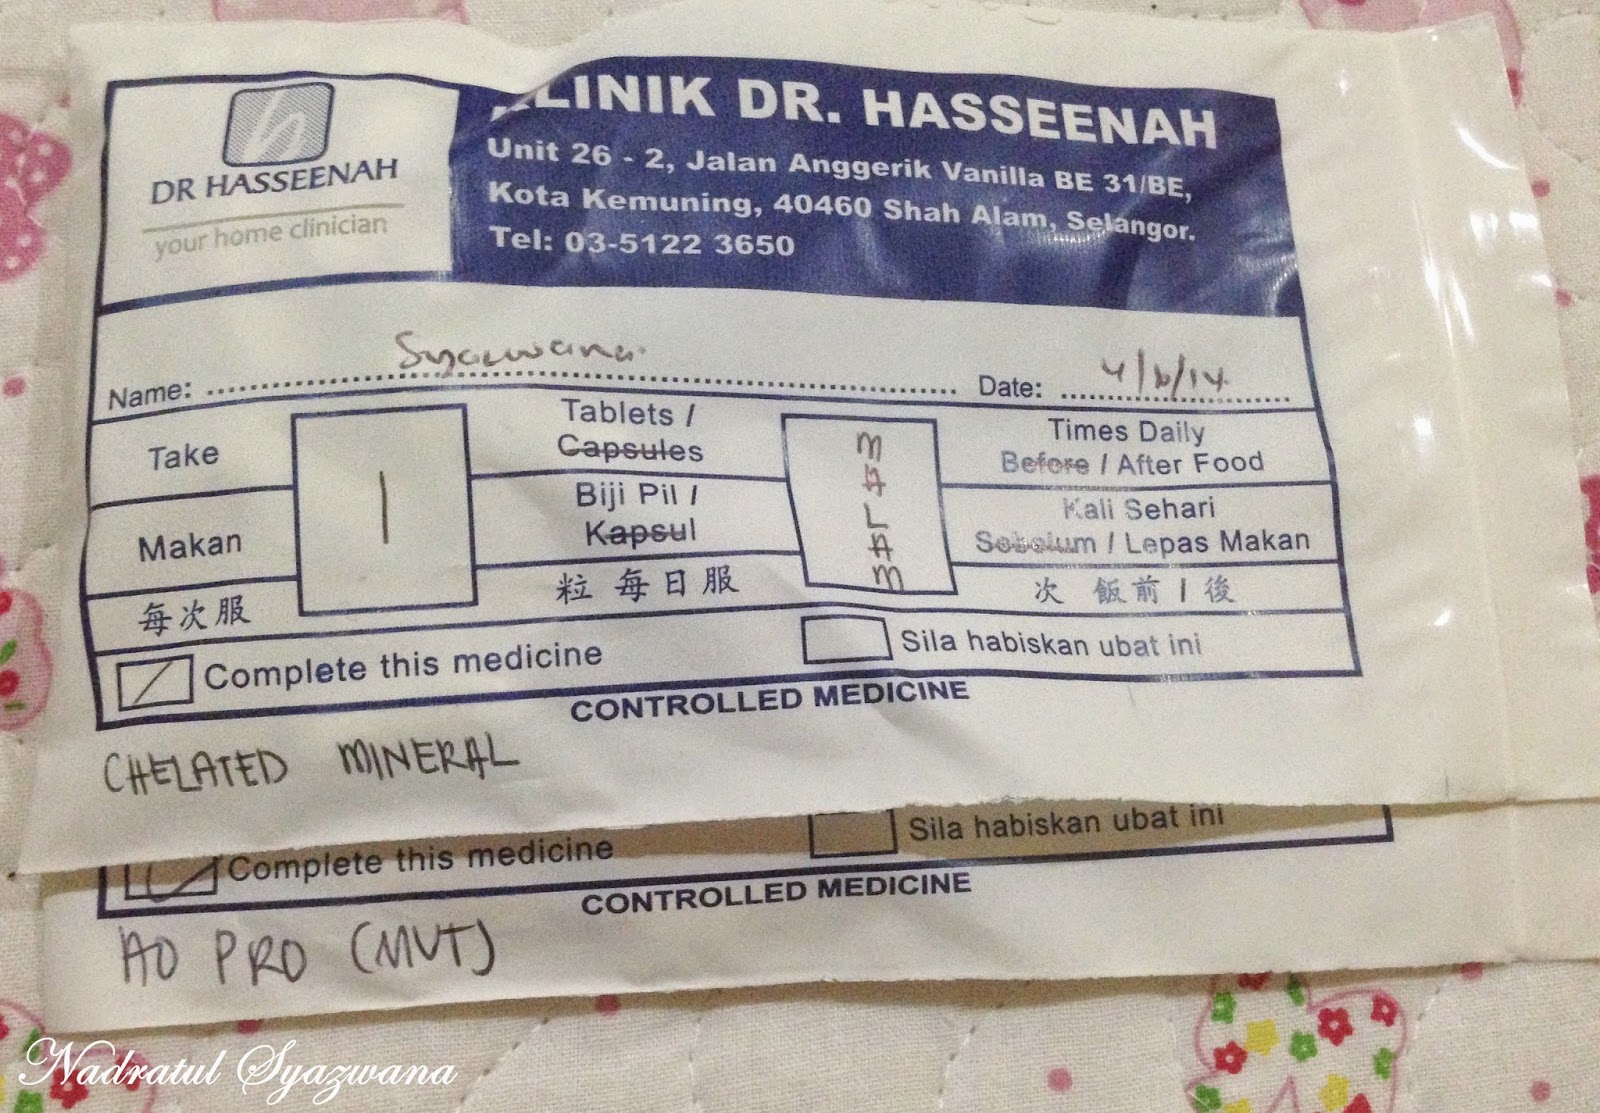 DR HASSEENAH
your home clinician
LINIK DR. HASSEENAH
Unit 26 - 2, Jalan Anggerik Vanilla BE 31/BE,
Kota Kemuning, 40460 Shah Alam, Selangor.
Tel: 03-5122 3650
Name: Syazwana. Date: 4/6/14.
Take 1 Tablets / Capsules Times Daily Before / After Food
Makan Biji Pil / Kapsul Kali Sehari Sebelum / Lepas Makan
MALAM
每次服 粒 每日服 次 飯前 / 後
Complete this medicine Sila habiskan ubat ini
CONTROLLED MEDICINE
CHELATED MINERAL
Complete this medicine Sila habiskan ubat ini
CONTROLLED MEDICINE
AO PRO (MVT)
Nadratul Syazwana